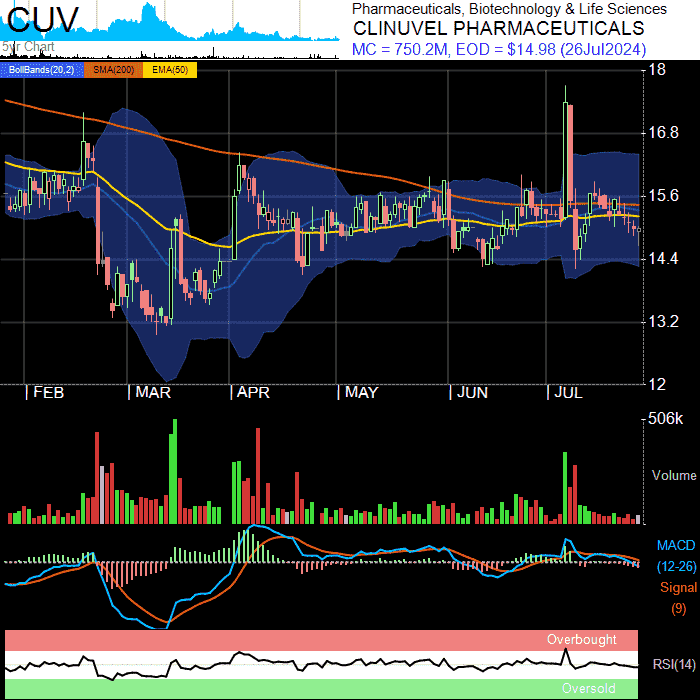 CUV
5yr Chart
Pharmaceuticals, Biotechnology & Life Sciences
CLINUVEL PHARMACEUTICALS
MC = 750.2M, EOD = $14.98 (26Jul2024)
BollBands(20,2) SMA(200) EMA(50)
18
16.8
15.6
14.4
13.2
12
FEB MAR APR MAY JUN JUL
506k
Volume
MACD
(12-26)
Signal
(9)
Overbought
RSI(14)
Oversold